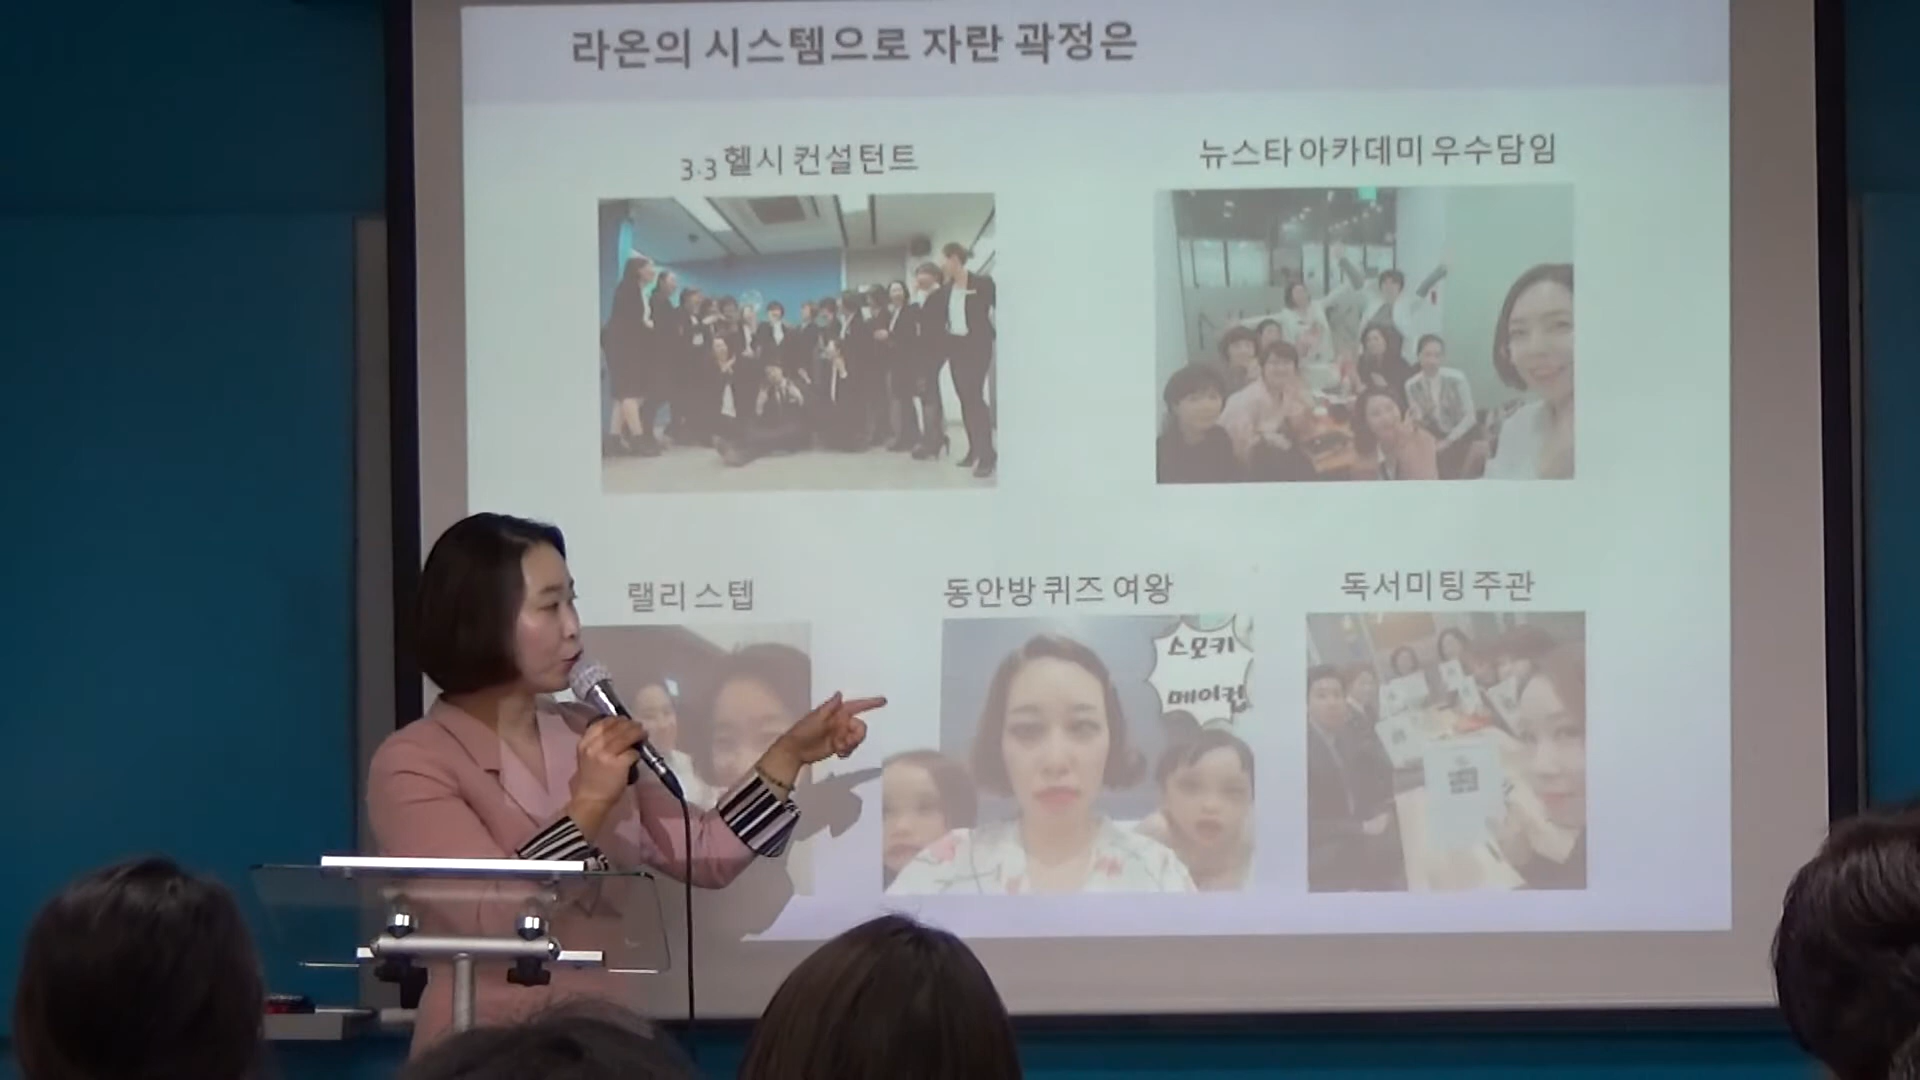 라온의 시스템으로 자란 곽정은
3.3 헬시 컨설턴트
뉴스타 아카데미 우수담임
랠리 스텝
동안방 퀴즈 여왕
독서미팅 주관
스모키
메이컵